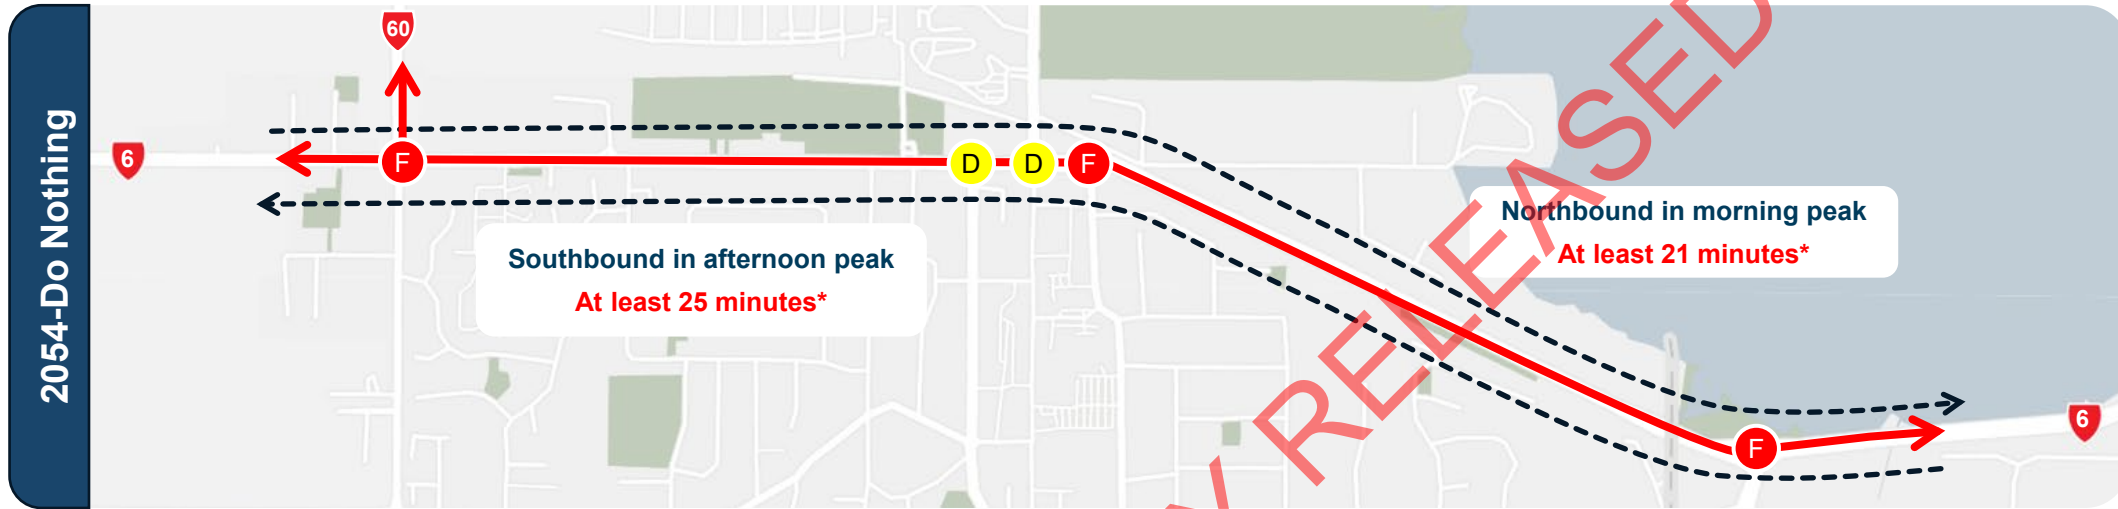 2054-Do Nothing
60
6
F
D
D
F
Northbound in morning peak
At least 21 minutes*
Southbound in afternoon peak
At least 25 minutes*
F
6
Y RELEASED